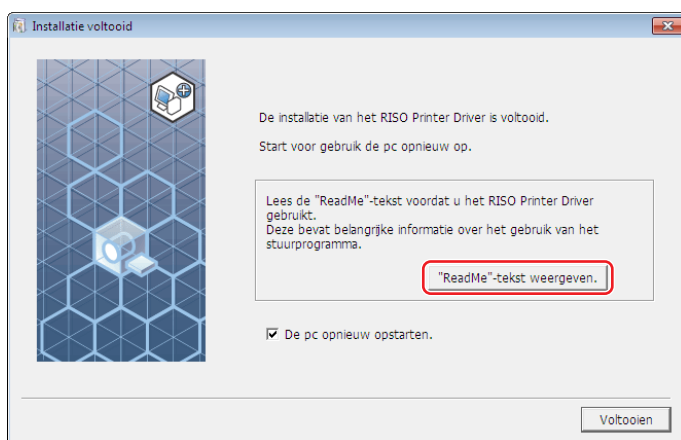 Installatie voltooid
De installatie van het RISO Printer Driver is voltooid.
Start voor gebruik de pc opnieuw op.
Lees de "ReadMe"-tekst voordat u het RISO Printer Driver
gebruikt.
Deze bevat belangrijke informatie over het gebruik van het
stuurprogramma.
"ReadMe"-tekst weergeven.
De pc opnieuw opstarten.
Voltooien